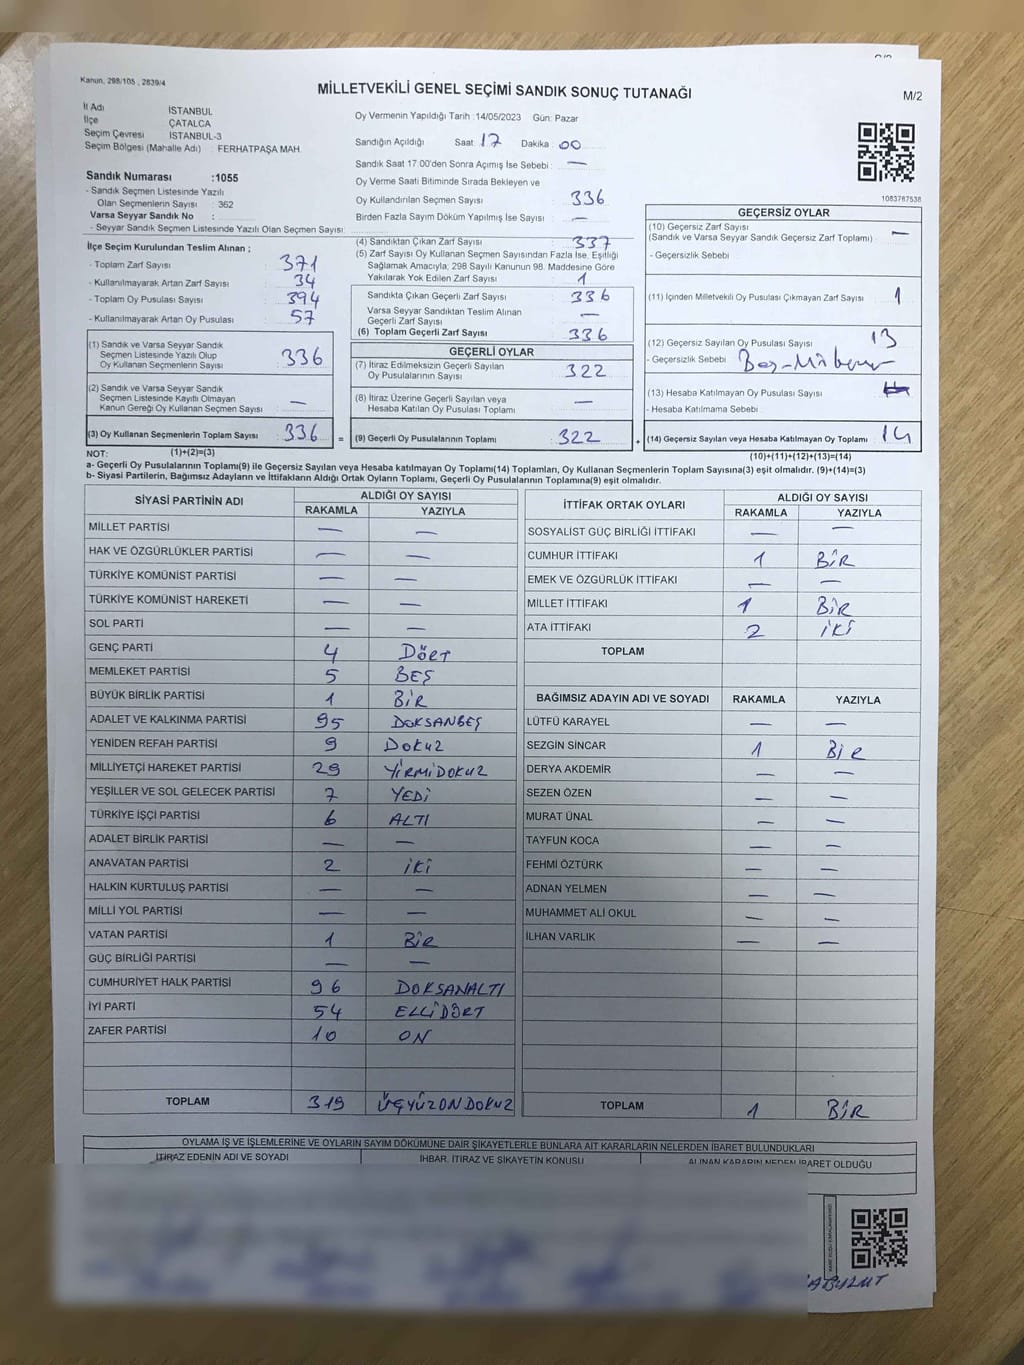 Kanun, 298/105 , 2839/4
MİLLETVEKİLİ GENEL SEÇİMİ SANDIK SONUÇ TUTANAĞI
M/2
İl Adı İSTANBUL
İlçe ÇATALCA
Seçim Çevresi İSTANBUL-3
Seçim Bölgesi (Mahalle Adı) : FERHATPAŞA MAH.
Sandık Numarası :1055
- Sandık Seçmen Listesinde Yazılı
Olan Seçmenlerin Sayısı : 362
Varsa Seyyar Sandık No :
- Seyyar Sandık Seçmen Listesinde Yazılı Olan Seçmen Sayısı:
Oy Vermenin Yapıldığı Tarih :14/05/2023 Gün: Pazar
Sandığın Açıldığı Saat. 17 Dakika : 00
Sandık Saat 17:00'den Sonra Açımış İse Sebebi : —
Oy Verme Saati Bitiminde Sırada Bekleyen ve
Oy Kullandırılan Seçmen Sayısı 336
Birden Fazla Sayım Döküm Yapılmış İse Sayısı : —
1083787538
İlçe Seçim Kurulundan Teslim Alınan ;
- Toplam Zarf Sayısı : 371
- Kullanılmayarak Artan Zarf Sayısı : 34
- Toplam Oy Pusulası Sayısı : 394
- Kullanılmayarak Artan Oy Pusulası : 57
(4) Sandıktan Çıkan Zarf Sayısı : 337
(5) Zarf Sayısı Oy Kullanan Seçmen Sayısından Fazla İse, Eşitliği
Sağlamak Amacıyla, 298 Sayılı Kanunun 98. Maddesine Göre
Yakılarak Yok Edilen Zarf Sayısı : 1
Sandıkta Çıkan Geçerli Zarf Sayısı : 336
Varsa Seyyar Sandıktan Teslim Alınan
Geçerli Zarf Sayısı : —
(6) Toplam Geçerli Zarf Sayısı : 336
GEÇERSİZ OYLAR
(10) Geçersiz Zarf Sayısı
(Sandık ve Varsa Seyyar Sandık Geçersiz Zarf Toplamı) : —
- Geçersizlik Sebebi
(11) İçinden Milletvekili Oy Pusulası Çıkmayan Zarf Sayısı : 1
(12) Geçersiz Sayılan Oy Pusulası Sayısı : 13
- Geçersizlik Sebebi :
(13) Hesaba Katılmayan Oy Pusulası Sayısı :
- Hesaba Katılmama Sebebi :
(14) Geçersiz Sayılan veya Hesaba Katılmayan Oy Toplamı : 14
(10)+(11)+(12)+(13)=(14)
(1) Sandık ve Varsa Seyyar Sandık
Seçmen Listesinde Yazılı Olup
Oy Kullanan Seçmenlerin Sayısı : 336
(2) Sandık ve Varsa Seyyar Sandık
Seçmen Listesinde Kayıtlı Olmayan
Kanun Gereği Oy Kullanan Seçmen Sayısı : —
(3) Oy Kullanan Seçmenlerin Toplam Sayısı : 336 =
(1)+(2)=(3)
GEÇERLİ OYLAR
(7) İtiraz Edilmeksizin Geçerli Sayılan
Oy Pusulalarının Sayısı : 322
(8) İtiraz Üzerine Geçerli Sayılan veya
Hesaba Katılan Oy Pusulası Toplamı : —
(9) Geçerli Oy Pusulalarının Toplamı : 322 +
NOT:
a- Geçerli Oy Pusulalarının Toplamı(9) ile Geçersiz Sayılan veya Hesaba katılmayan Oy Toplamı(14) Toplamları, Oy Kullanan Seçmenlerin Toplam Sayısına(3) eşit olmalıdır. (9)+(14)=(3)
b- Siyasi Partilerin, Bağımsız Adayların ve İttifakların Aldığı Ortak Oyların Toplamı, Geçerli Oy Pusulalarının Toplamına(9) eşit olmalıdır.
SİYASİ PARTİNİN ADI ALDIĞI OY SAYISI
RAKAMLA YAZIYLA
MİLLET PARTİSİ — —
HAK VE ÖZGÜRLÜKLER PARTİSİ — —
TÜRKİYE KOMÜNİST PARTİSİ — —
TÜRKİYE KOMÜNİST HAREKETİ — —
SOL PARTİ — —
GENÇ PARTİ 4 DÖRT
MEMLEKET PARTİSİ 5 BEŞ
BÜYÜK BİRLİK PARTİSİ 1 BİR
ADALET VE KALKINMA PARTİSİ 95 DOKSANBEŞ
YENİDEN REFAH PARTİSİ 9 DOKUZ
MİLLİYETÇİ HAREKET PARTİSİ 29 YİRMİDOKUZ
YEŞİLLER VE SOL GELECEK PARTİSİ 7 YEDİ
TÜRKİYE İŞÇİ PARTİSİ 6 ALTI
ADALET BİRLİK PARTİSİ — —
ANAVATAN PARTİSİ 2 İKİ
HALKIN KURTULUŞ PARTİSİ — —
MİLLİ YOL PARTİSİ — —
VATAN PARTİSİ 1 BİR
GÜÇ BİRLİĞİ PARTİSİ — —
CUMHURİYET HALK PARTİSİ 96 DOKSANALTI
İYİ PARTİ 54 ELLİDÖRT
ZAFER PARTİSİ 10 ON
TOPLAM 319 ÜÇYÜZONDOKUZ
İTTİFAK ORTAK OYLARI ALDIĞI OY SAYISI
RAKAMLA YAZIYLA
SOSYALİST GÜÇ BİRLİĞİ İTTİFAKI — —
CUMHUR İTTİFAKI 1 BİR
EMEK VE ÖZGÜRLÜK İTTİFAKI — —
MİLLET İTTİFAKI 1 BİR
ATA İTTİFAKI 2 İKİ
TOPLAM
BAĞIMSIZ ADAYIN ADI VE SOYADI RAKAMLA YAZIYLA
LÜTFÜ KARAYEL — —
SEZGİN SİNCAR 1 BİR
DERYA AKDEMİR — —
SEZEN ÖZEN — —
MURAT ÜNAL — —
TAYFUN KOCA — —
FEHMİ ÖZTÜRK — —
ADNAN YELMEN — —
MUHAMMET ALİ OKUL — —
İLHAN VARLIK — —
TOPLAM 1 BİR
OYLAMA İŞ VE İŞLEMLERİNE VE OYLARIN SAYIM DÖKÜMÜNE DAİR ŞİKAYETLERLE BUNLARA AİT KARARLARIN NELERDEN İBARET BULUNDUKLARI
İTİRAZ EDENİN ADI VE SOYADI İHBAR, İTİRAZ VE ŞİKAYETİN KONUSU ALINAN KARARIN NEDEN İBARET OLDUĞU